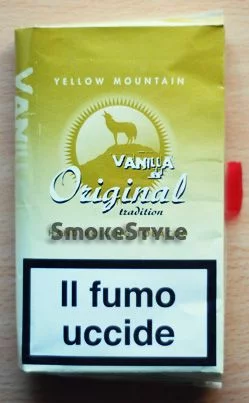 YELLOW MOUNTAIN
VANILLA
Original
tradition
SmokeStyle
Il fumo
uccide